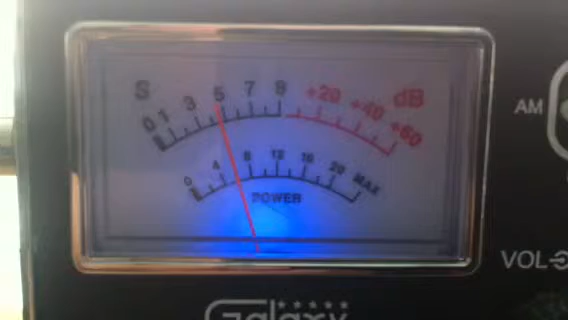 S 0 1 3 5 7 9 +20 +40 +60 dB
0 4 8 12 16 20 MAX
POWER
AM
VOL
Galaxy